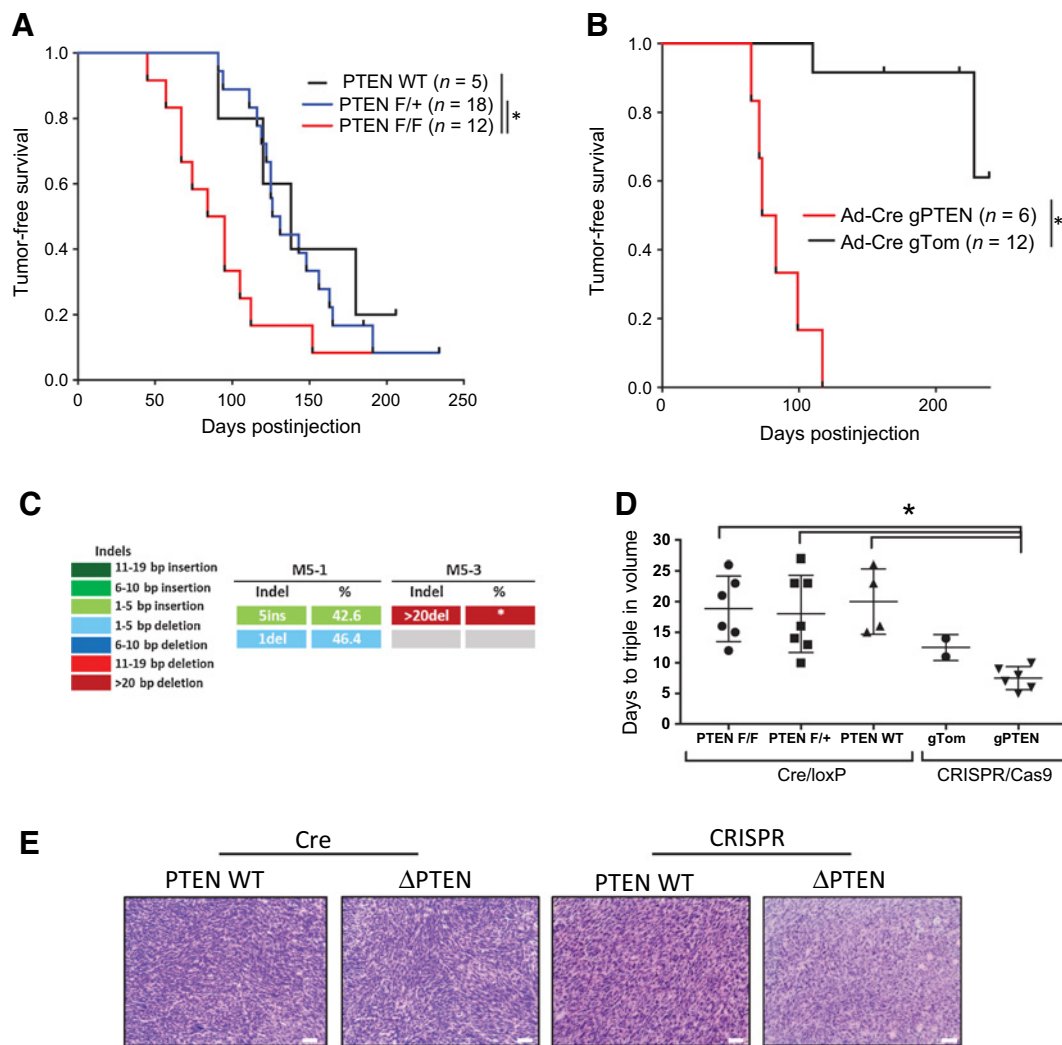 A
1.0
0.8
0.6
0.4
0.2
0.0
Tumor-free survival
0 50 100 150 200 250
Days postinjection
PTEN WT (n = 5)
PTEN F/+ (n = 18)
PTEN F/F (n = 12)
*
B
1.0
0.8
0.6
0.4
0.2
0.0
Tumor-free survival
0 100 200
Days postinjection
Ad-Cre gPTEN (n = 6)
Ad-Cre gTom (n = 12)
*
C
Indels
11-19 bp insertion
6-10 bp insertion
1-5 bp insertion
1-5 bp deletion
6-10 bp deletion
11-19 bp deletion
>20 bp deletion
M5-1 M5-3
Indel % Indel %
5ins 42.6 >20del *
1del 46.4
D
*
30
25
20
15
10
5
0
Days to triple in volume
PTEN F/F PTEN F/+ PTEN WT gTom gPTEN
Cre/loxP CRISPR/Cas9
E
Cre CRISPR
PTEN WT ΔPTEN PTEN WT ΔPTEN